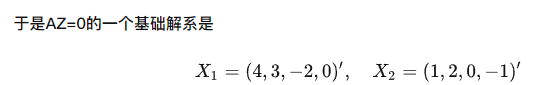 于是AZ=0的一个基础解系是
X₁ = (4, 3, −2, 0)′, X₂ = (1, 2, 0, −1)′